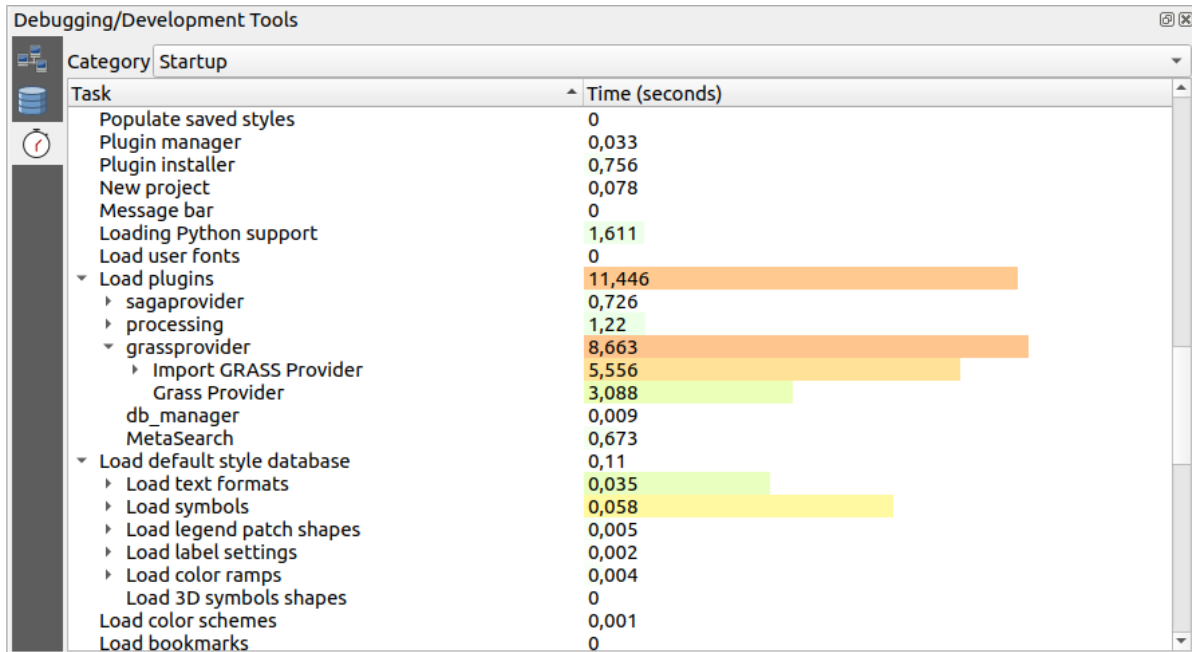 Debugging/Development Tools
Category Startup
Task Time (seconds)
Populate saved styles 0
Plugin manager 0,033
Plugin installer 0,756
New project 0,078
Message bar 0
Loading Python support 1,611
Load user fonts 0
Load plugins 11,446
sagaprovider 0,726
processing 1,22
grassprovider 8,663
Import GRASS Provider 5,556
Grass Provider 3,088
db_manager 0,009
MetaSearch 0,673
Load default style database 0,11
Load text formats 0,035
Load symbols 0,058
Load legend patch shapes 0,005
Load label settings 0,002
Load color ramps 0,004
Load 3D symbols shapes 0
Load color schemes 0,001
Load bookmarks 0